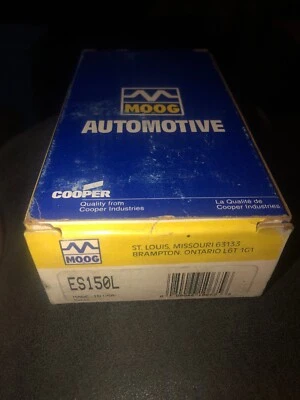 MOOG
AUTOMOTIVE
COOPER
Quality from
Cooper Industries
La Qualité de
Cooper Industries
MOOG
ST. LOUIS, MISSOURI 63133
BRAMPTON, ONTARIO L6T 1G1
ES150L